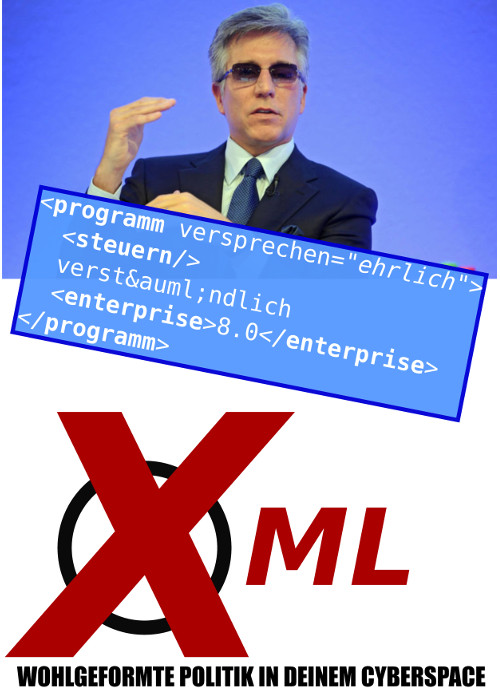 <programm versprechen="ehrlich">
<steuern/>
verst&auml;ndlich
<enterprise>8.0</enterprise>
</programm>
XML
WOHLGEFORMTE POLITIK IN DEINEM CYBERSPACE